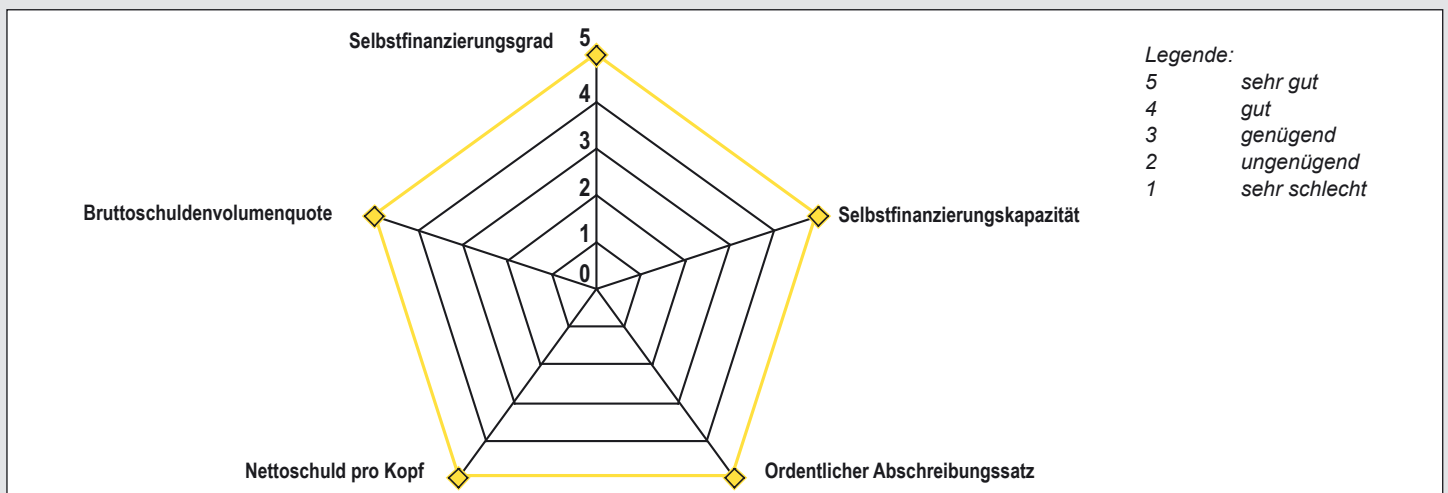 Selbstfinanzierungsgrad
5
4
3
2
1
0
Selbstfinanzierungskapazität
Ordentlicher Abschreibungssatz
Nettoschuld pro Kopf
Bruttoschuldenvolumenquote
Legende:
5 sehr gut
4 gut
3 genügend
2 ungenügend
1 sehr schlecht